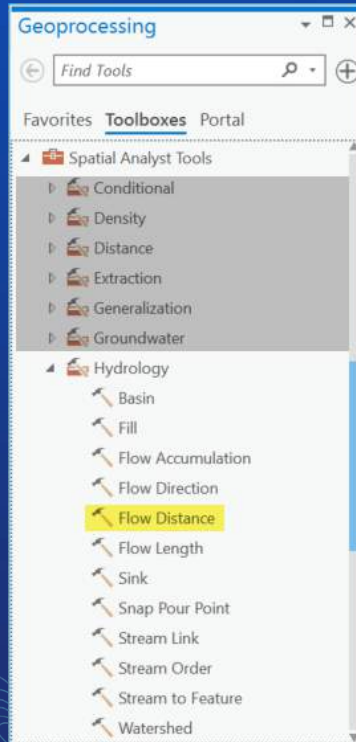 Geoprocessing
Find Tools
Favorites Toolboxes Portal
Spatial Analyst Tools
Conditional
Density
Distance
Extraction
Generalization
Groundwater
Hydrology
Basin
Fill
Flow Accumulation
Flow Direction
Flow Distance
Flow Length
Sink
Snap Pour Point
Stream Link
Stream Order
Stream to Feature
Watershed